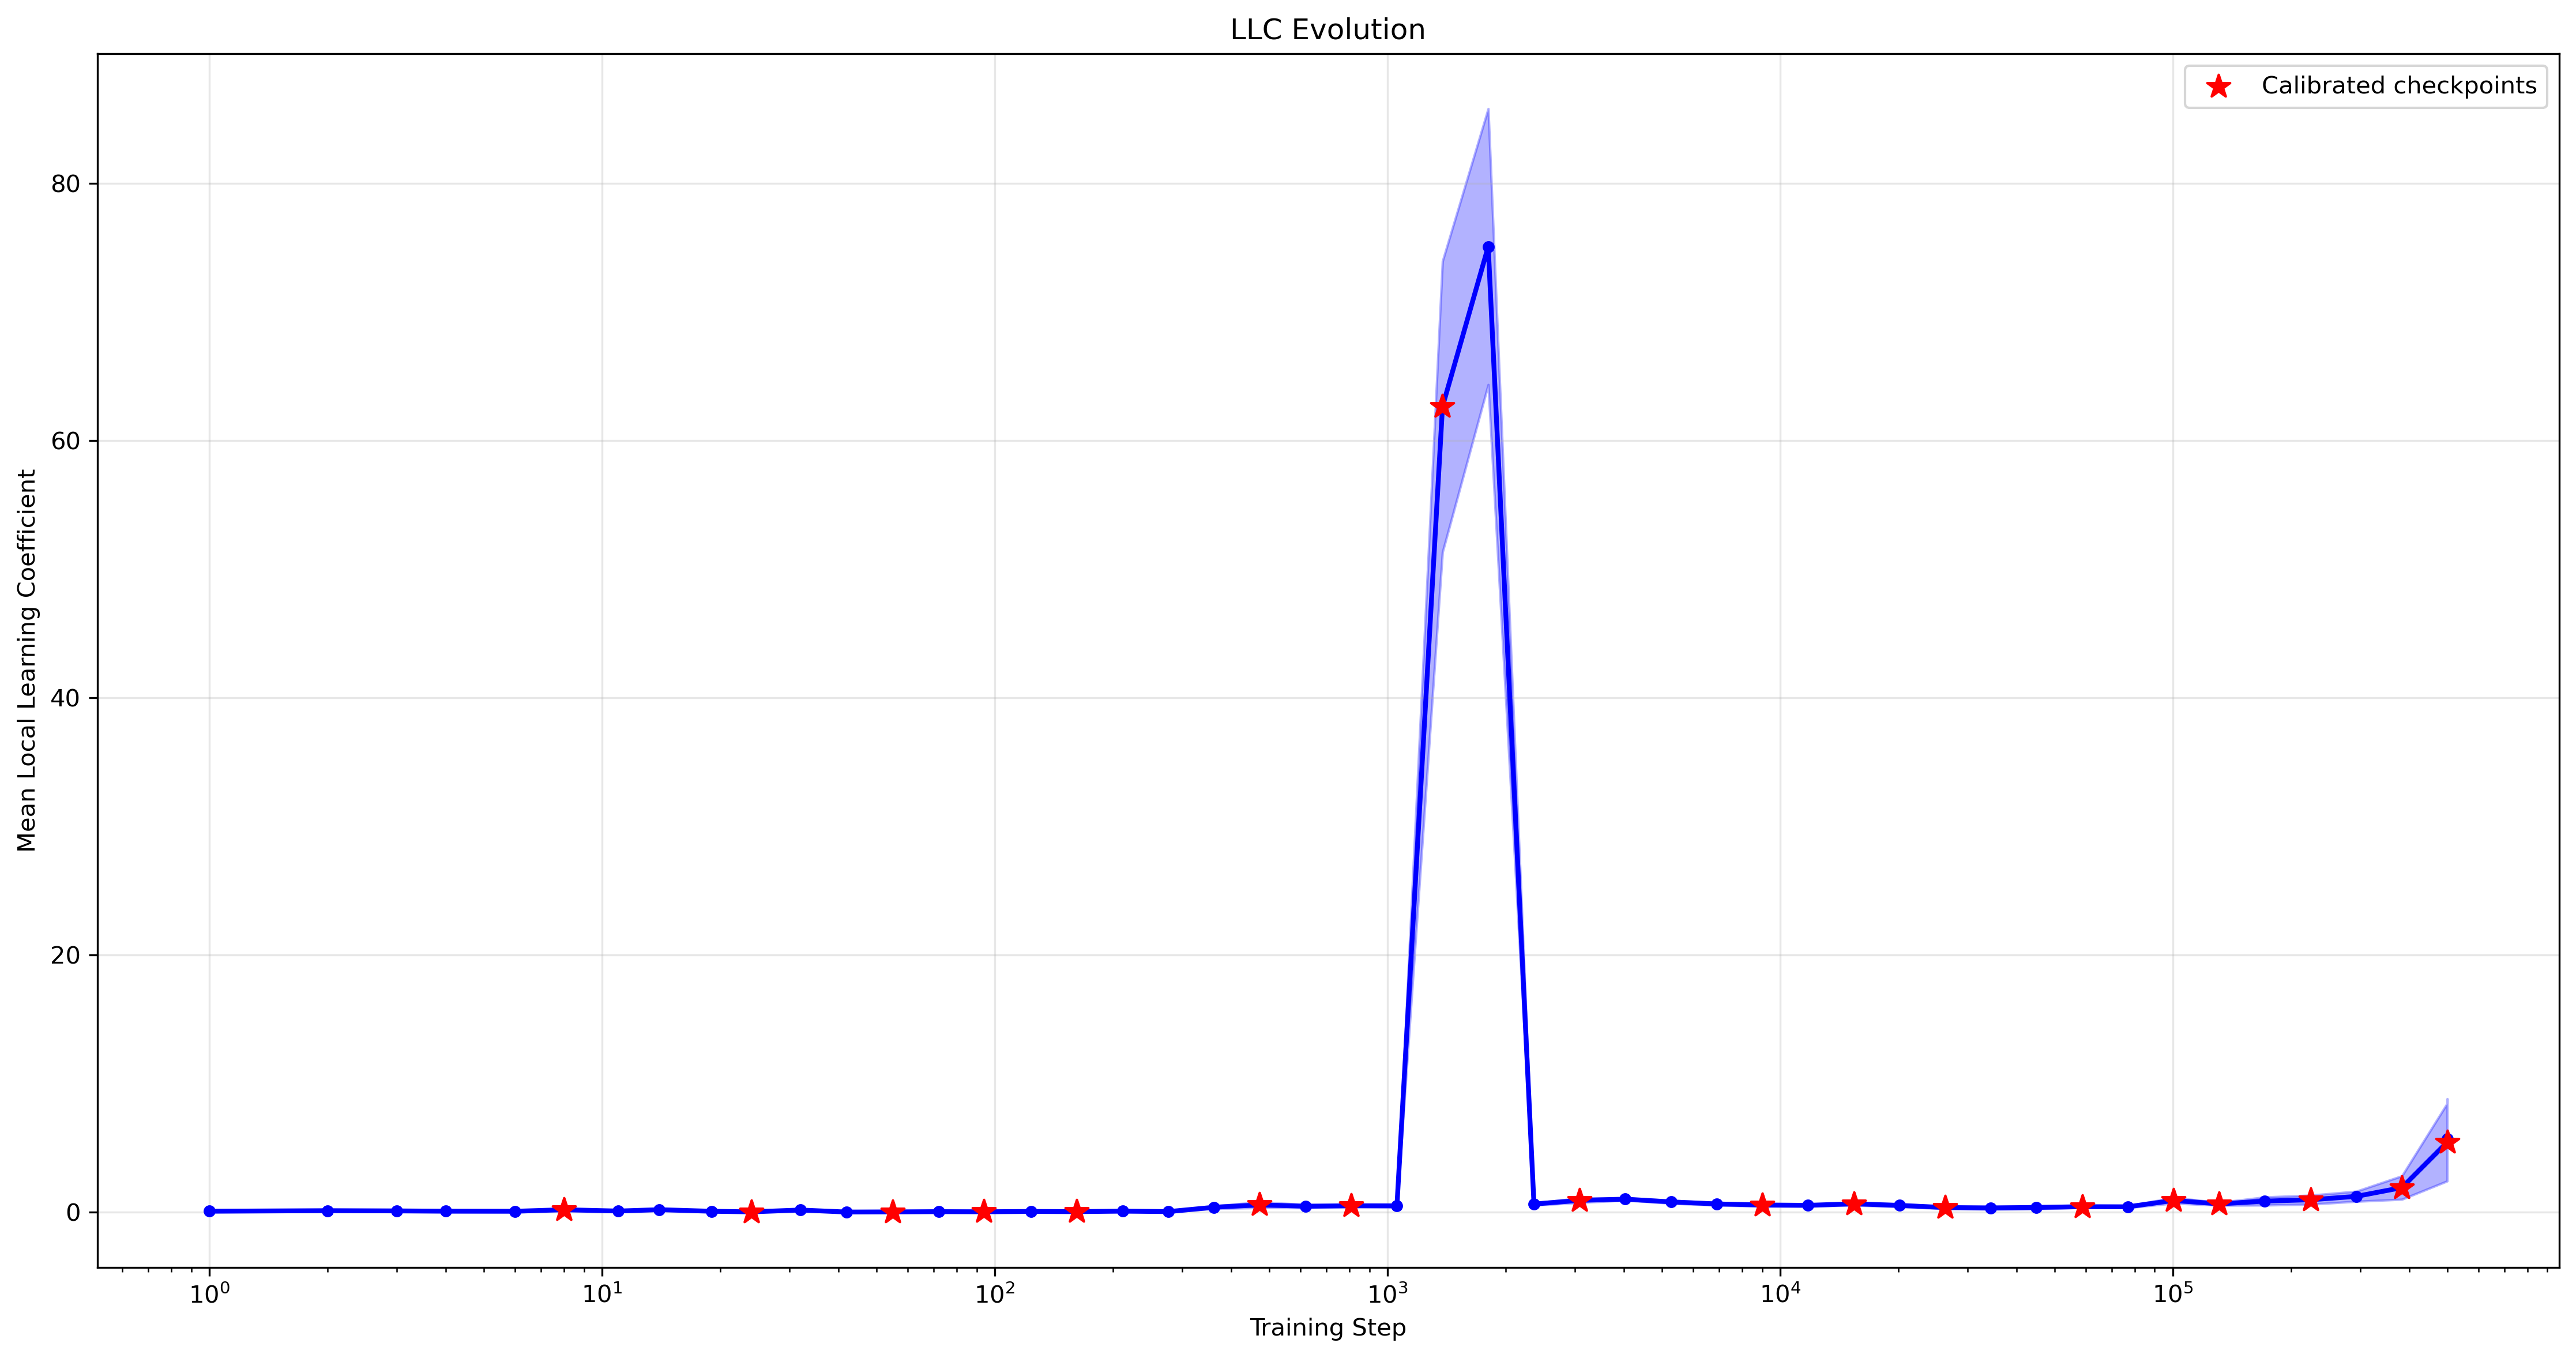 LLC Evolution
Calibrated checkpoints
Mean Local Learning Coefficient
80
60
40
20
0
10⁰ 10¹ 10² 10³ 10⁴ 10⁵
Training Step